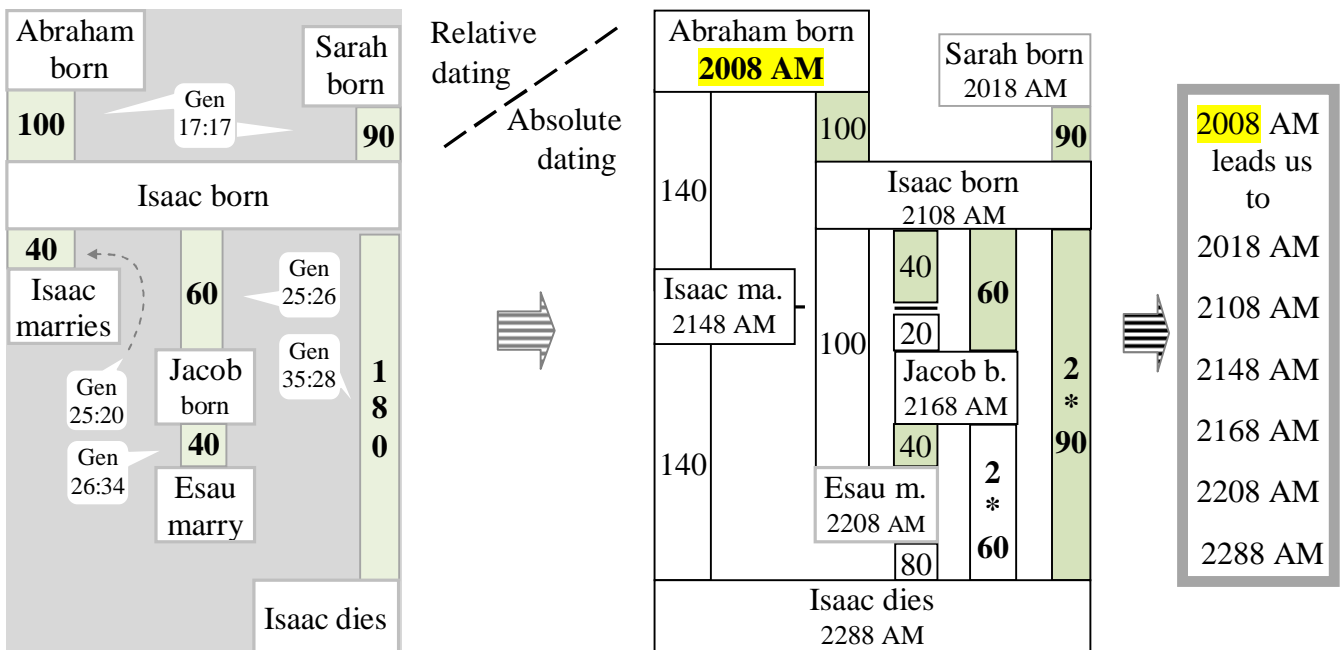 Abraham
born
Sarah
born
100
Gen
17:17
90
Isaac born
40
Isaac
marries
60
Gen
25:26
Gen
35:28
1
8
0
Gen
25:20
Jacob
born
40
Gen
26:34
Esau
marry
Isaac dies
Relative
dating
Absolute
dating
Abraham born
2008 AM
Sarah born
2018 AM
100
90
140
Isaac born
2108 AM
40
60
Isaac ma.
2148 AM
20
100
Jacob b.
2168 AM
2
*
90
140
40
2
*
60
Esau m.
2208 AM
80
Isaac dies
2288 AM
2008 AM
leads us
to
2018 AM
2108 AM
2148 AM
2168 AM
2208 AM
2288 AM